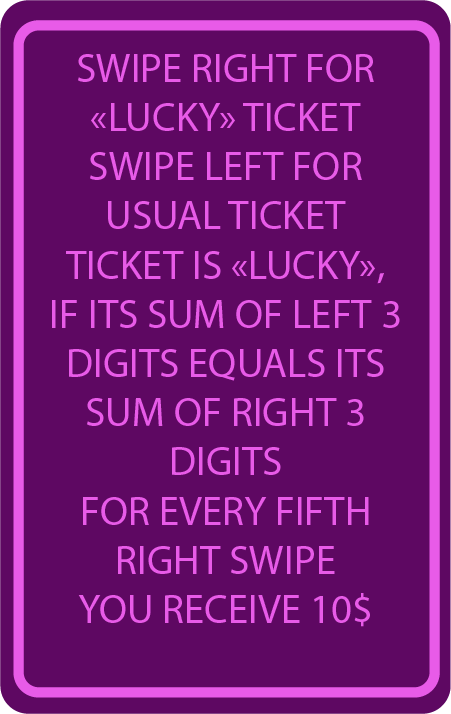 SWIPE RIGHT FOR
«LUCKY» TICKET
SWIPE LEFT FOR
USUAL TICKET
TICKET IS «LUCKY»,
IF ITS SUM OF LEFT 3
DIGITS EQUALS ITS
SUM OF RIGHT 3
DIGITS
FOR EVERY FIFTH
RIGHT SWIPE
YOU RECEIVE 10$